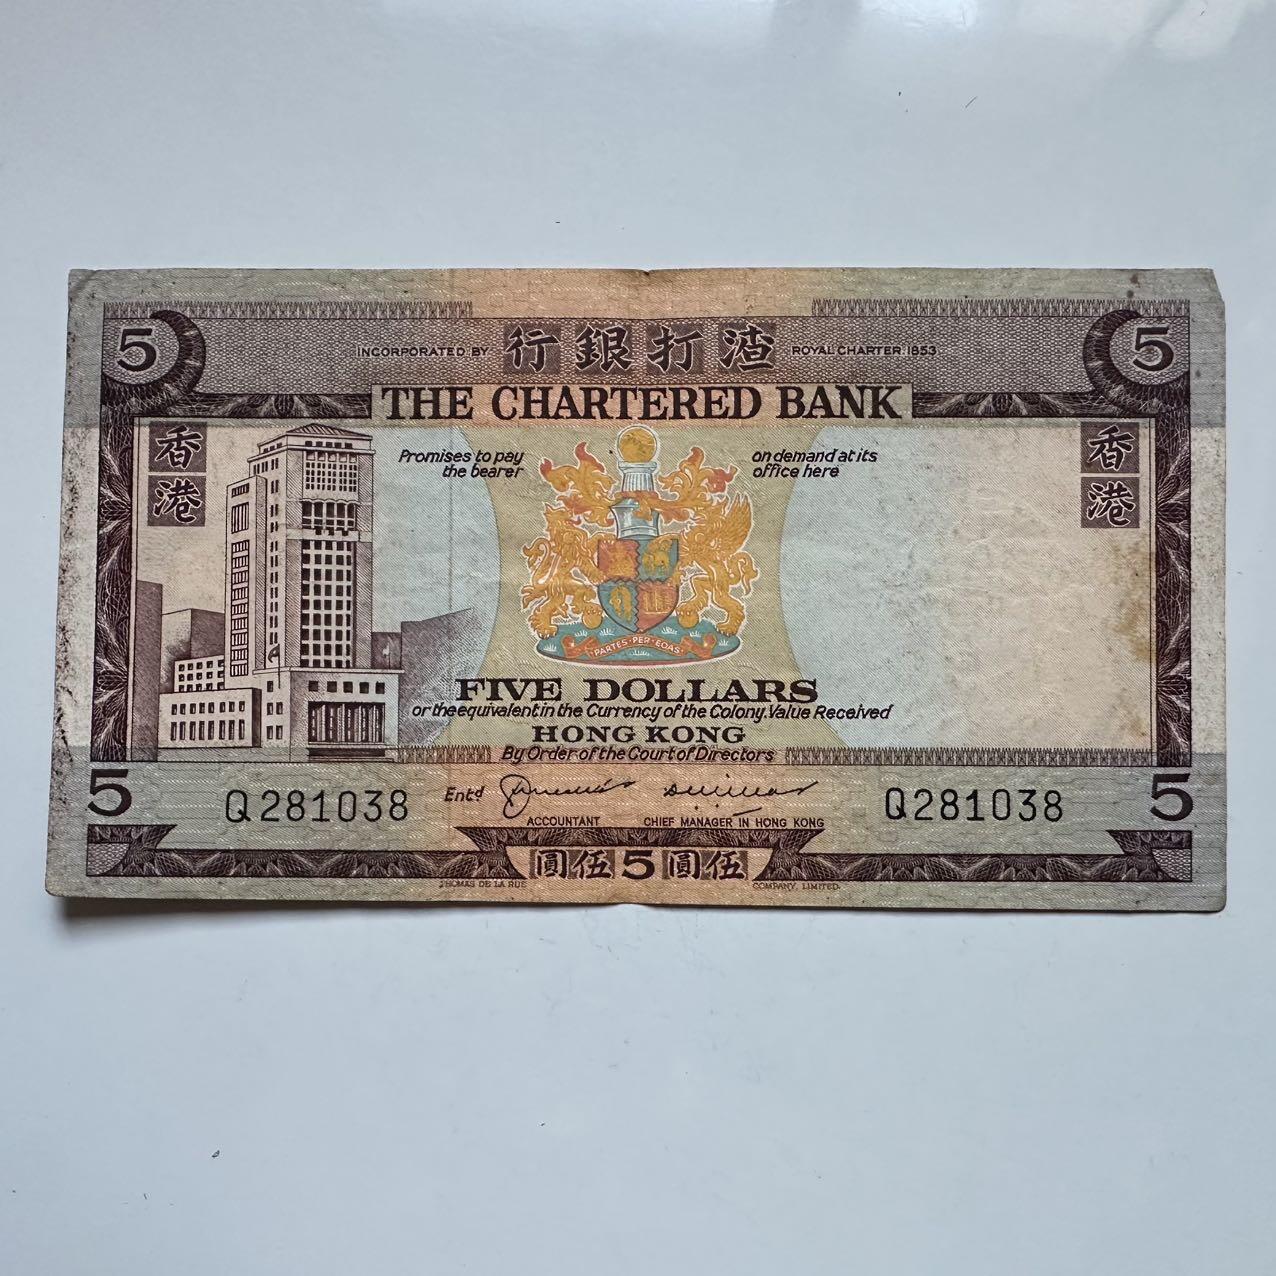 5
INCORPORATED BY 行銀打渣 ROYAL CHARTER. 1853
5
THE CHARTERED BANK
香港
香港
Promises to pay
the bearer
on demand at its
office here
PARTES·PER·EOAS
FIVE DOLLARS
or the equivalent in the Currency of the Colony. Value Received
HONG KONG
By Order of the Court of Directors
5
Q281038
Entd
Q281038
5
ACCOUNTANT
CHIEF MANAGER IN HONG KONG
圓伍5圓伍
THOMAS DE LA RUE
COMPANY, LIMITED.